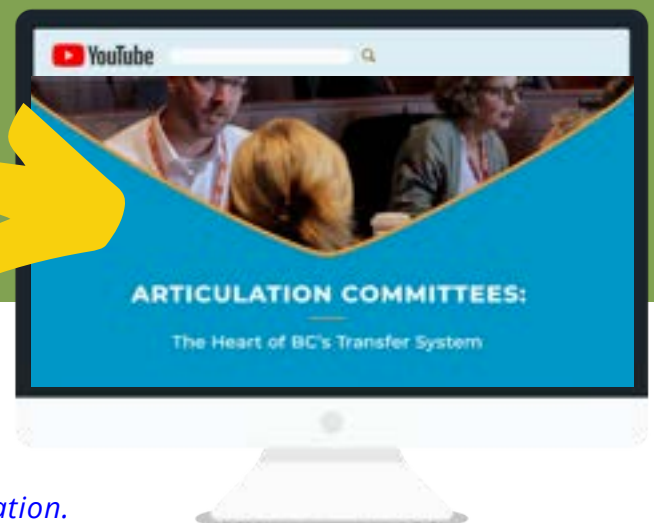 YouTube
ARTICULATION COMMITTEES:
The Heart of BC's Transfer System
ation.